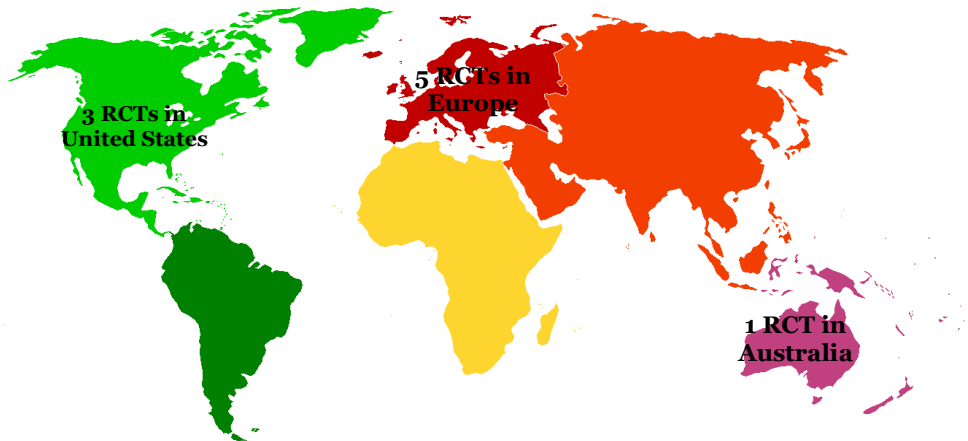 3 RCTs in
United States
5 RCTs in
Europe
1 RCT in
Australia